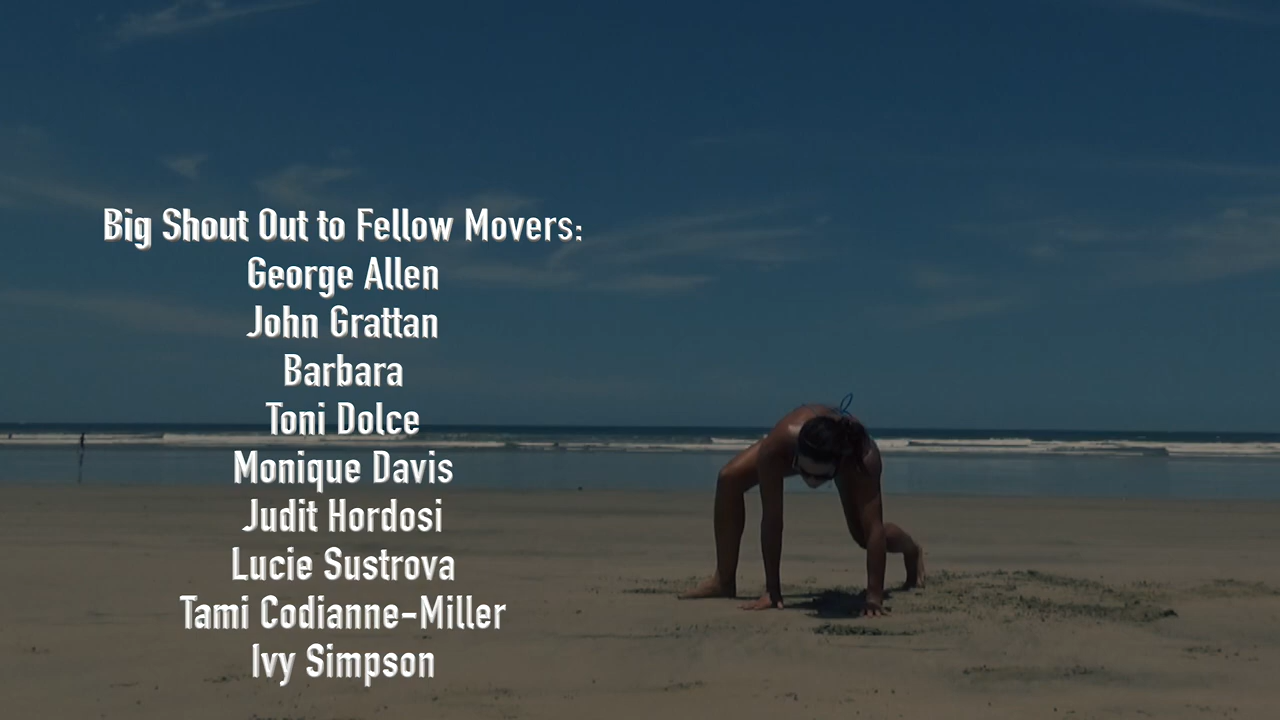 Big Shout Out to Fellow Movers:
George Allen
John Grattan
Barbara
Toni Dolce
Monique Davis
Judit Hordosi
Lucie Sustrova
Tami Codianne-Miller
Ivy Simpson